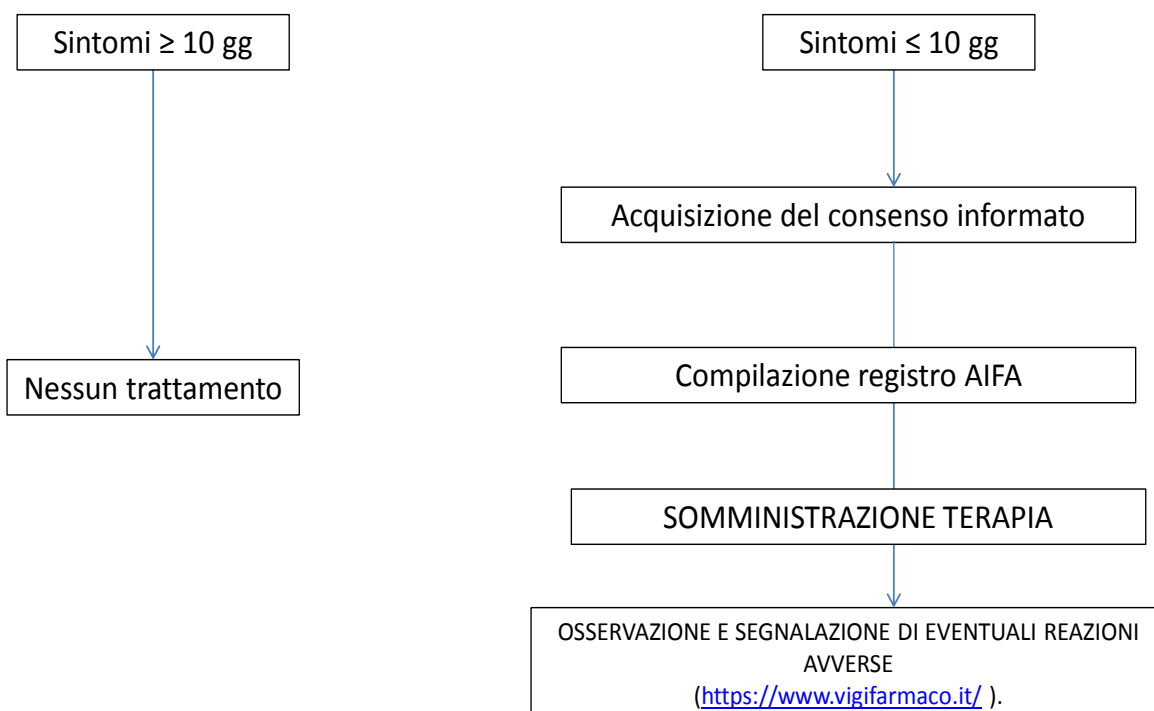 Sintomi ≥ 10 gg
Sintomi ≤ 10 gg
Acquisizione del consenso informato
Nessun trattamento
Compilazione registro AIFA
SOMMINISTRAZIONE TERAPIA
OSSERVAZIONE E SEGNALAZIONE DI EVENTUALI REAZIONI
AVVERSE
(https://www.vigifarmaco.it/ ).